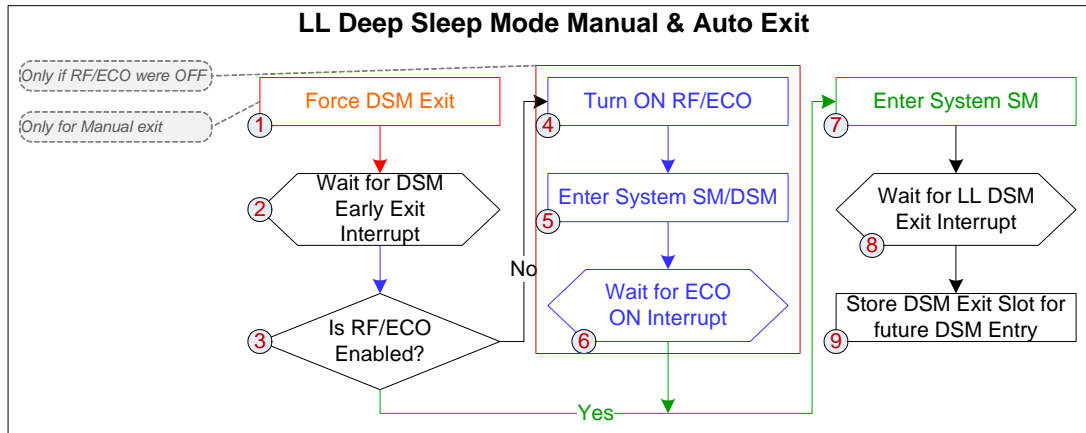 LL Deep Sleep Mode Manual & Auto Exit
Only if RF/ECO were OFF
Only for Manual exit
Force DSM Exit
1
Wait for DSM
Early Exit
Interrupt
2
Is RF/ECO
Enabled?
3
No
Yes
Turn ON RF/ECO
4
Enter System SM/DSM
5
Wait for ECO
ON Interrupt
6
Enter System SM
7
Wait for LL DSM
Exit Interrupt
8
Store DSM Exit Slot for
future DSM Entry
9